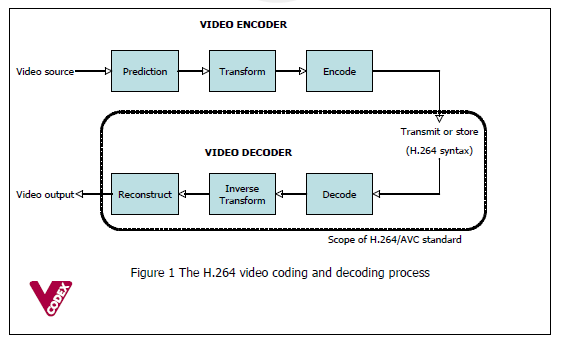 VIDEO ENCODER
Video source
Prediction
Transform
Encode
Transmit or store
(H.264 syntax)
VIDEO DECODER
Video output
Reconstruct
Inverse
Transform
Decode
Scope of H.264/AVC standard
Figure 1 The H.264 video coding and decoding process
V
CODEX